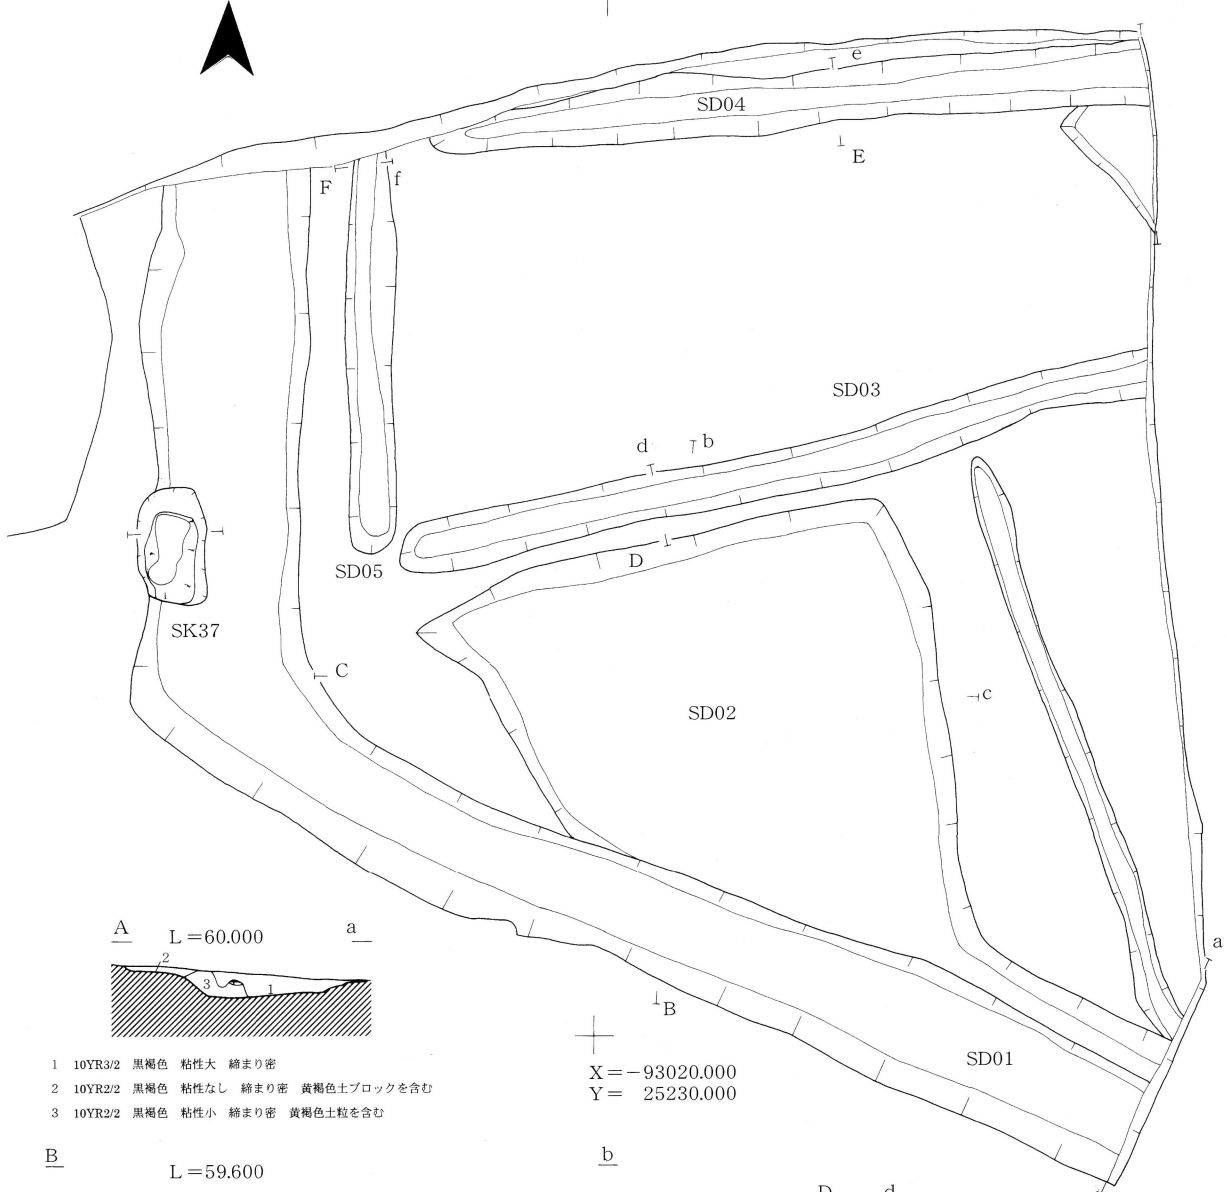 e
SD04
E
F
f
SD03
d
b
D
SD05
SK37
C
SD02
c
A
L=60.000
a
2
3
1
a
B
SD01
X=-93020.000
Y= 25230.000
1 10YR3/2 黒褐色 粘性大 締まり密
2 10YR2/2 黒褐色 粘性なし 締まり密 黄褐色土ブロックを含む
3 10YR2/2 黒褐色 粘性小 締まり密 黄褐色土粒を含む
B
L=59.600
b
D
d